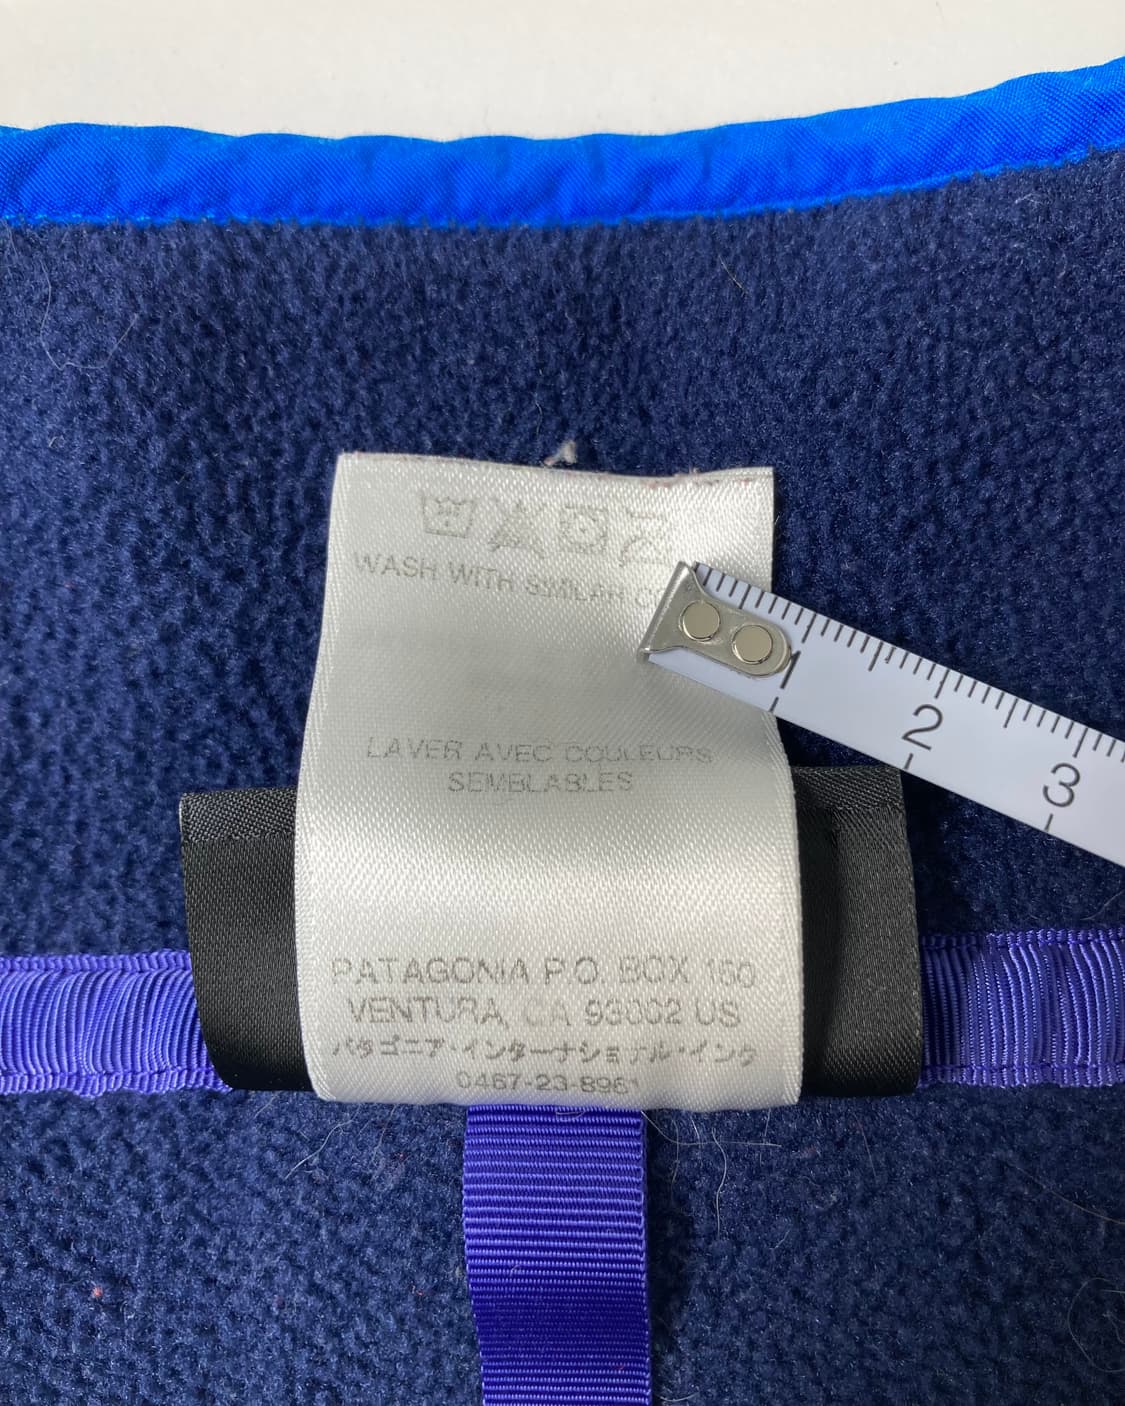 WASH WITH SIMILAR
LAVER AVEC COULEURS
SEMBLABLES
PATAGONIA P.O. BOX 150
VENTURA, CA 93002 US
パタゴニア・インターナショナル・インク
0467-23-8961
1
2
3